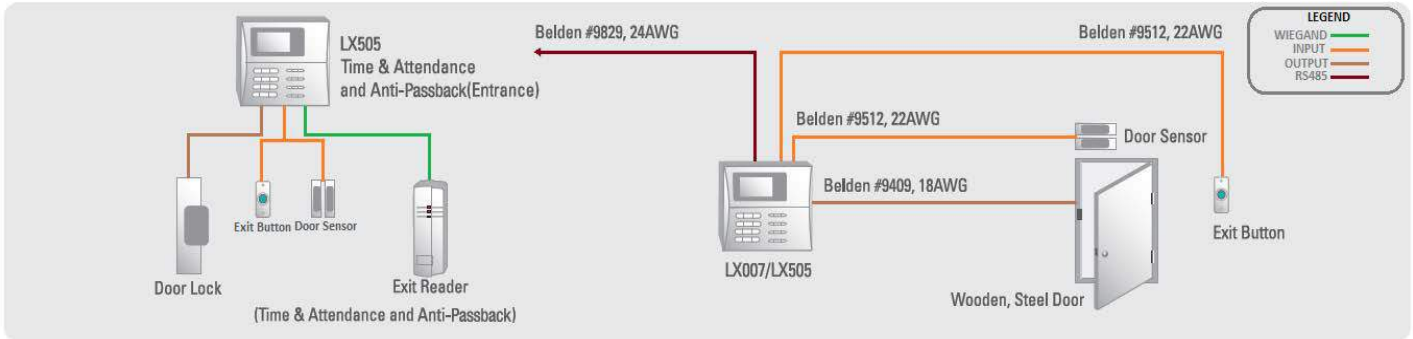 LX505
Time & Attendance
and Anti-Passback(Entrance)
Exit Button
Door Sensor
Door Lock
Exit Reader
(Time & Attendance and Anti-Passback)
Belden #9829, 24AWG
Belden #9512, 22AWG
Belden #9512, 22AWG
Door Sensor
Belden #9409, 18AWG
LX007/LX505
Wooden, Steel Door
Exit Button
LEGEND
WIEGAND
INPUT
OUTPUT
RS485